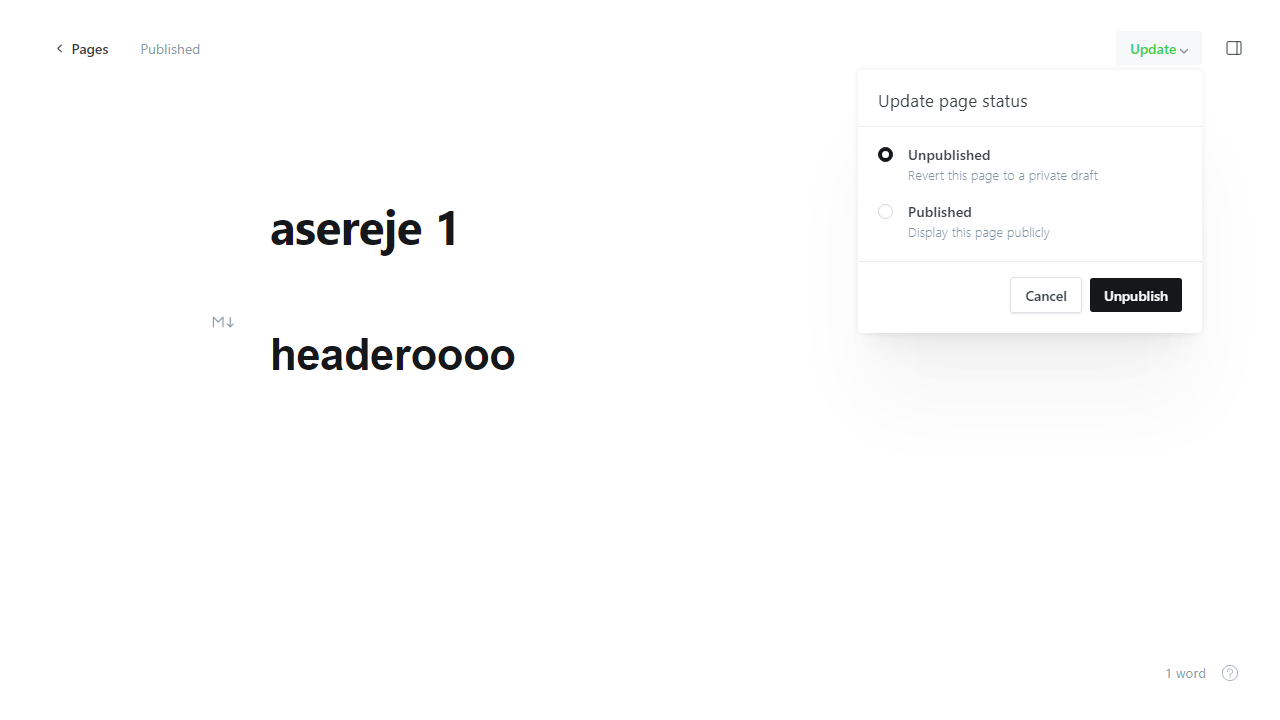 Pages Published Update
Update page status
Unpublished
Revert this page to a private draft
Published
Display this page publicly
Cancel Unpublish
asereje 1
M↓
headeroooo
1 word ?